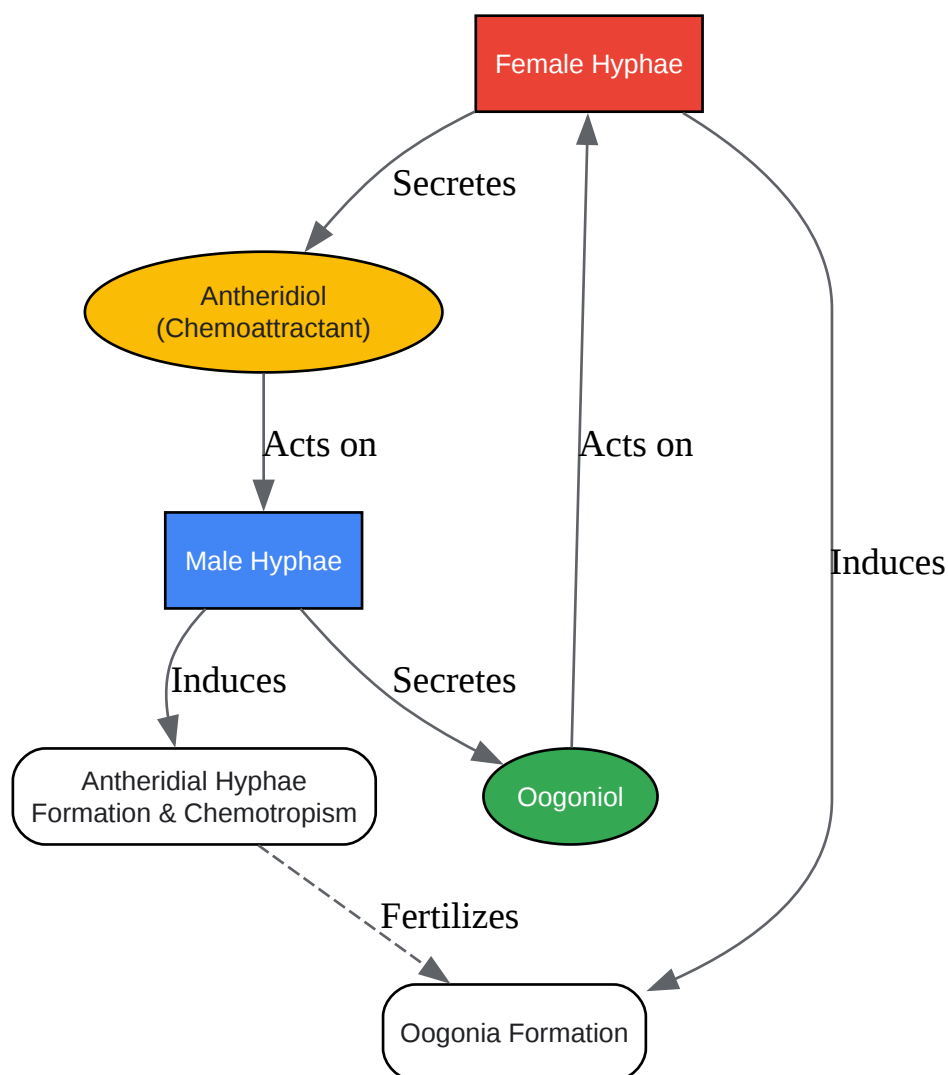 Female Hyphae
Secretes
Antheridiol
(Chemoattractant)
Acts on
Acts on
Male Hyphae
Induces
Induces
Secretes
Antheridial Hyphae
Formation & Chemotropism
Oogoniol
Fertilizes
Oogonia Formation